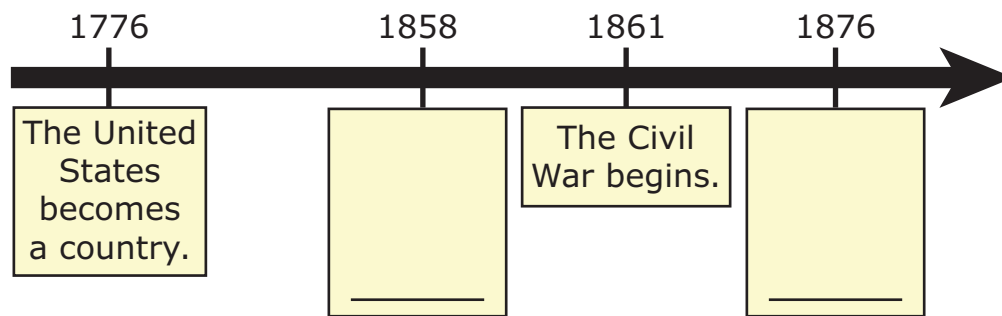 1776
1858
1861
1876
The United
States
becomes
a country.
The Civil
War begins.